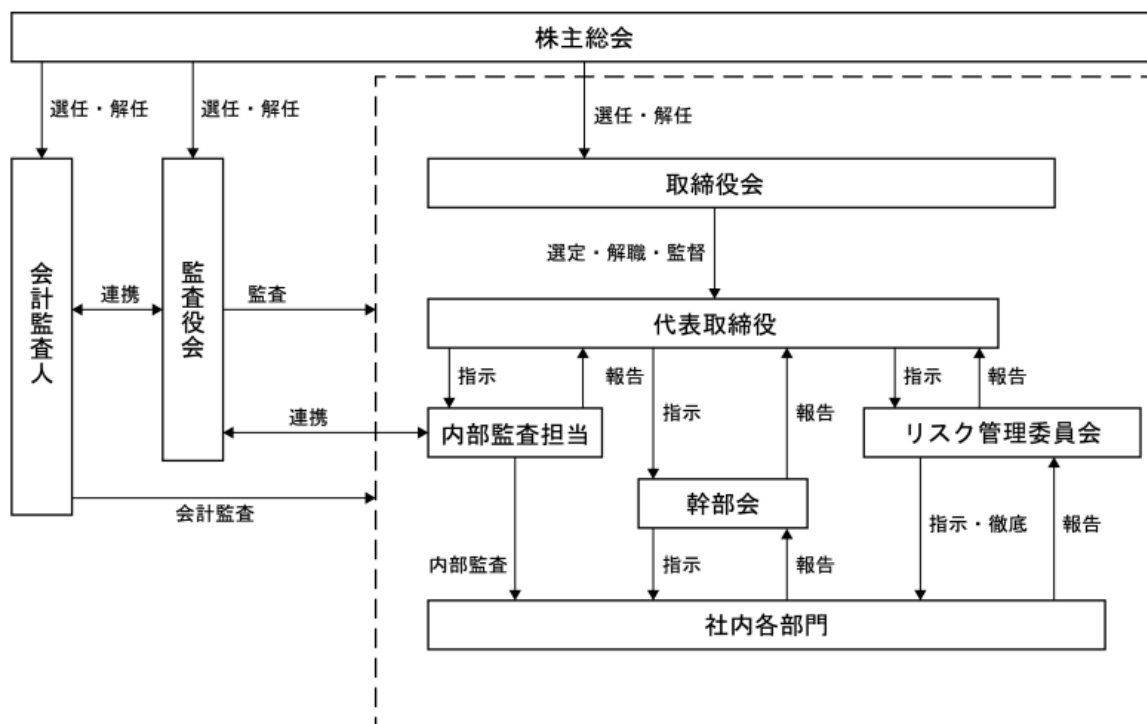 株主総会
選任・解任
選任・解任
選任・解任
取締役会
選定・解職・監督
会計監査人
連携
監査役会
監査
代表取締役
指示
報告
指示
報告
指示
報告
連携
内部監査担当
リスク管理委員会
幹部会
会計監査
内部監査
指示
報告
指示・徹底
報告
社内各部門